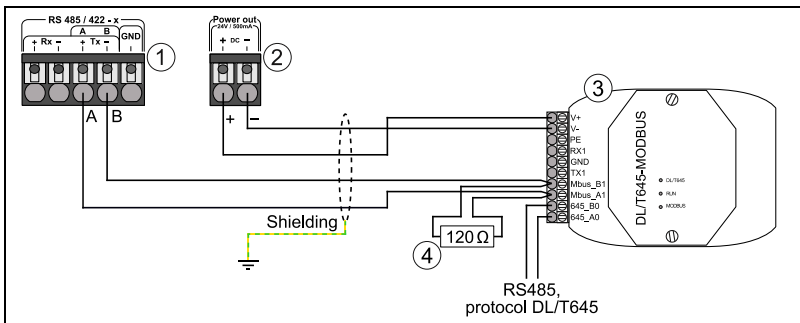 RS 485 / 422 - x
A B
+ Rx − + Tx − GND
1
Power out
24V / 500mA
+ DC −
2
A B
+ −
Shielding
3
V+
V-
PE
RX1
GND
TX1
Mbus_B1
Mbus_A1
645_B0
645_A0
DL/T645-MODBUS
DL/T645
RUN
MODBUS
4
120 Ω
RS485,
protocol DL/T645